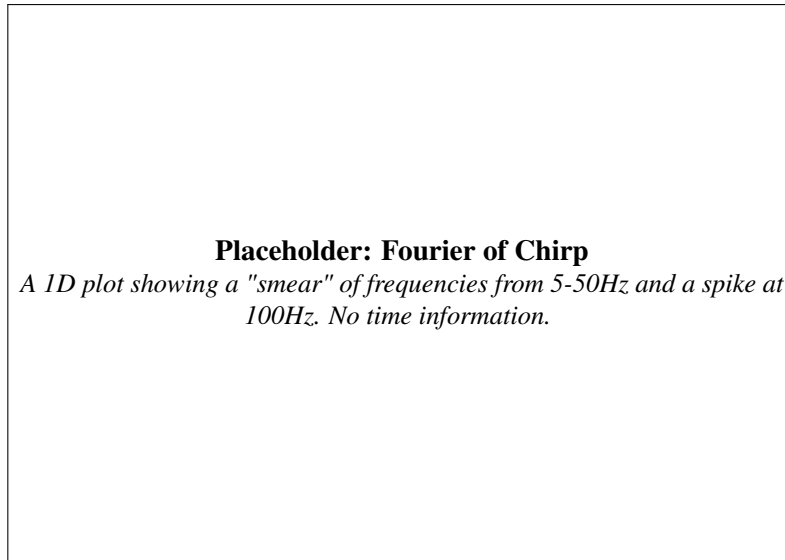 Placeholder: Fourier of Chirp
A 1D plot showing a "smear" of frequencies from 5-50Hz and a spike at
100Hz. No time information.